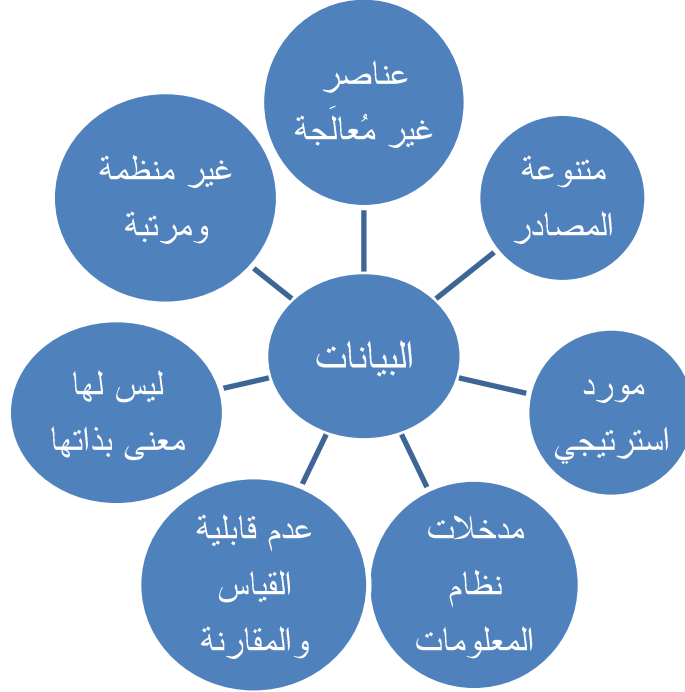 عناصر
غير مُعالَجة
متنوعة
المصادر
مورد
استرتيجي
مدخلات
نظام
المعلومات
عدم قابلية
القياس
والمقارنة
ليس لها
معنى بذاتها
غير منظمة
ومرتبة
البيانات